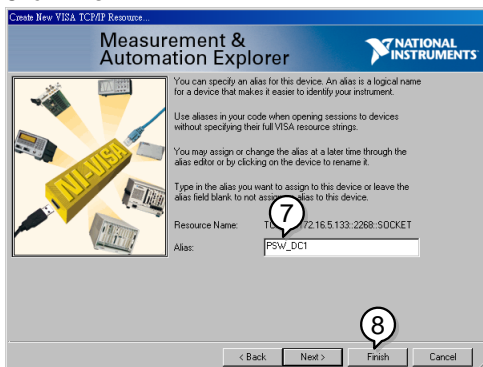 Create New VISA TCP/IP Resource...
Measurement &
Automation Explorer
NATIONAL
INSTRUMENTS
You can specify an alias for this device. An alias is a logical name
for a device that makes it easier to identify your instrument.
Use aliases in your code when opening sessions to devices
without specifying their full VISA resource strings.
You may assign or change the alias at a later time through the
alias editor or by clicking on the device to rename it.
Type in the alias you want to assign to this device or leave the
alias field blank to not alias to this device.
7
Resource Name: 72.16.5.133::2268::SOCKET
Alias: PSW_DC1
NI-VISA
8
< Back Next > Finish Cancel